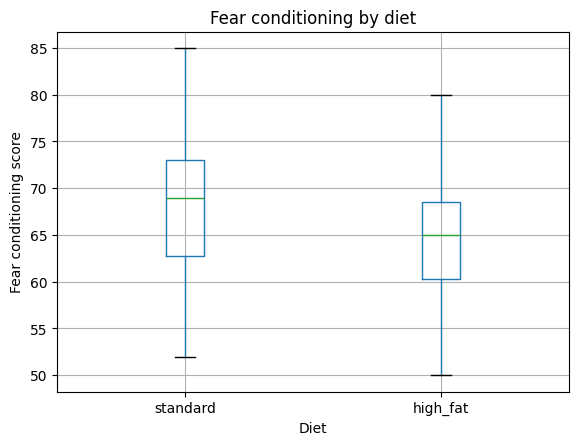 Fear conditioning by diet
85
80
75
70
65
60
55
50
Fear conditioning score
standard
high_fat
Diet